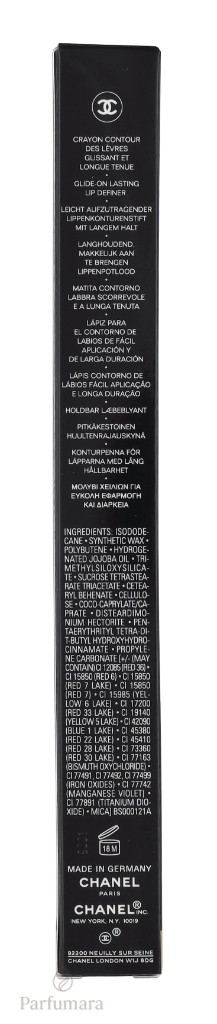 CRAYON CONTOUR
DES LÈVRES
GLISSANT ET
LONGUE TENUE
GLIDE-ON LASTING
LIP DEFINER
LEICHT AUFZUTRAGENDER
LIPPENKONTURENSTIFT
MIT LANGEM HALT
LANGHOUDEND,
MAKKELIJK AAN
TE BRENGEN
LIPPENPOTLOOD
MATITA CONTORNO
LABBRA SCORREVOLE
E A LUNGA TENUTA
LÁPIZ PARA
EL CONTORNO DE
LABIOS DE FÁCIL
APLICACIÓN Y
DE LARGA DURACIÓN
LÁPIS CONTORNO DE
LÁBIOS FÁCIL APLICAÇÃO
E LONGA DURAÇÃO
HOLDBAR LÆBEBLYANT
PITKÄKESTOINEN
HUULTENRAJAUSKYNÄ
KONTURPENNA FÖR
LÄPPARNA MED LÅNG
HÅLLBARHET
ΜΟΛΥΒΙ ΧΕΙΛΙΩΝ ΓΙΑ
ΕΥΚΟΛΗ ΕΦΑΡΜΟΓΗ
ΚΑΙ ΔΙΑΡΚΕΙΑ
INGREDIENTS: ISODODE-
CANE • SYNTHETIC WAX •
POLYBUTENE • HYDROGE-
NATED JOJOBA OIL • TRI-
METHYLSILOXYSILICA-
TE • SUCROSE TETRASTEA-
RATE TRIACETATE • CETEA-
RYL BEHENATE • CELLULO-
SE • COCO-CAPRYLATE/CA-
PRATE • DISTEARDIMO-
NIUM HECTORITE • PEN-
TAERYTHRITYL TETRA-DI-
T-BUTYL HYDROXYHYDRO-
CINNAMATE • PROPYLE-
NE CARBONATE [+/- (MAY
CONTAIN) CI 12085 (RED 36) •
CI 15850 (RED 6) • CI 15850
(RED 7 LAKE) • CI 15850
(RED 7) • CI 15985 (YEL-
LOW 6 LAKE) • CI 17200
(RED 33 LAKE) • CI 19140
(YELLOW 5 LAKE) • CI 42090
(BLUE 1 LAKE) • CI 45380
(RED 22 LAKE) • CI 45410
(RED 28 LAKE) • CI 73360
(RED 30 LAKE) • CI 77163
(BISMUTH OXYCHLORIDE) •
CI 77491, CI 77492, CI 77499
(IRON OXIDES) • CI 77742
(MANGANESE VIOLET) •
CI 77891 (TITANIUM DIO-
XIDE) • MICA] BS000121A
18 M
MADE IN GERMANY
CHANEL
PARIS
CHANEL® INC.
NEW YORK, N.Y. 10019
®
92200 NEUILLY SUR SEINE
CHANEL LONDON W1J 6DG
Parfumara